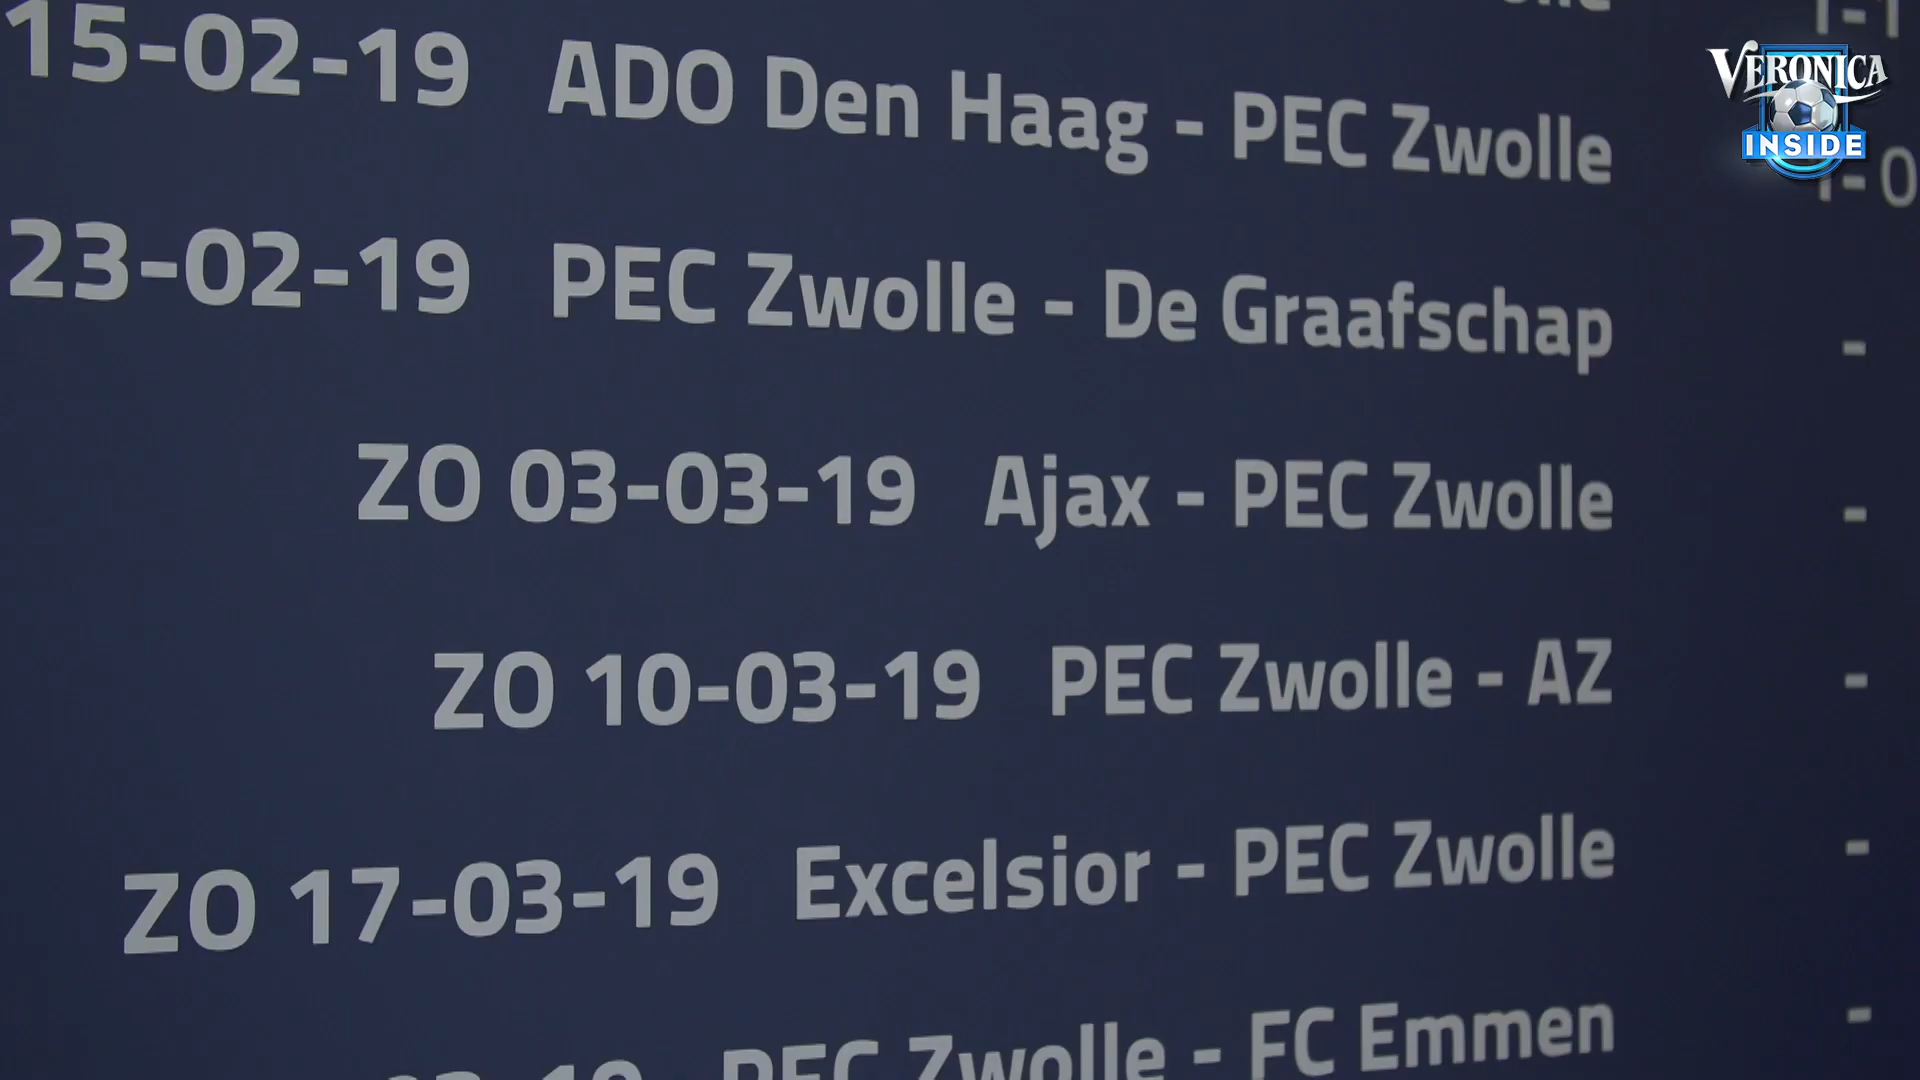 15-02-19 ADO Den Haag - PEC Zwolle
23-02-19 PEC Zwolle - De Graafschap -
ZO 03-03-19 Ajax - PEC Zwolle -
ZO 10-03-19 PEC Zwolle - AZ -
ZO 17-03-19 Excelsior - PEC Zwolle -
PEC Zwolle - FC Emmen -
VERONICA
INSIDE